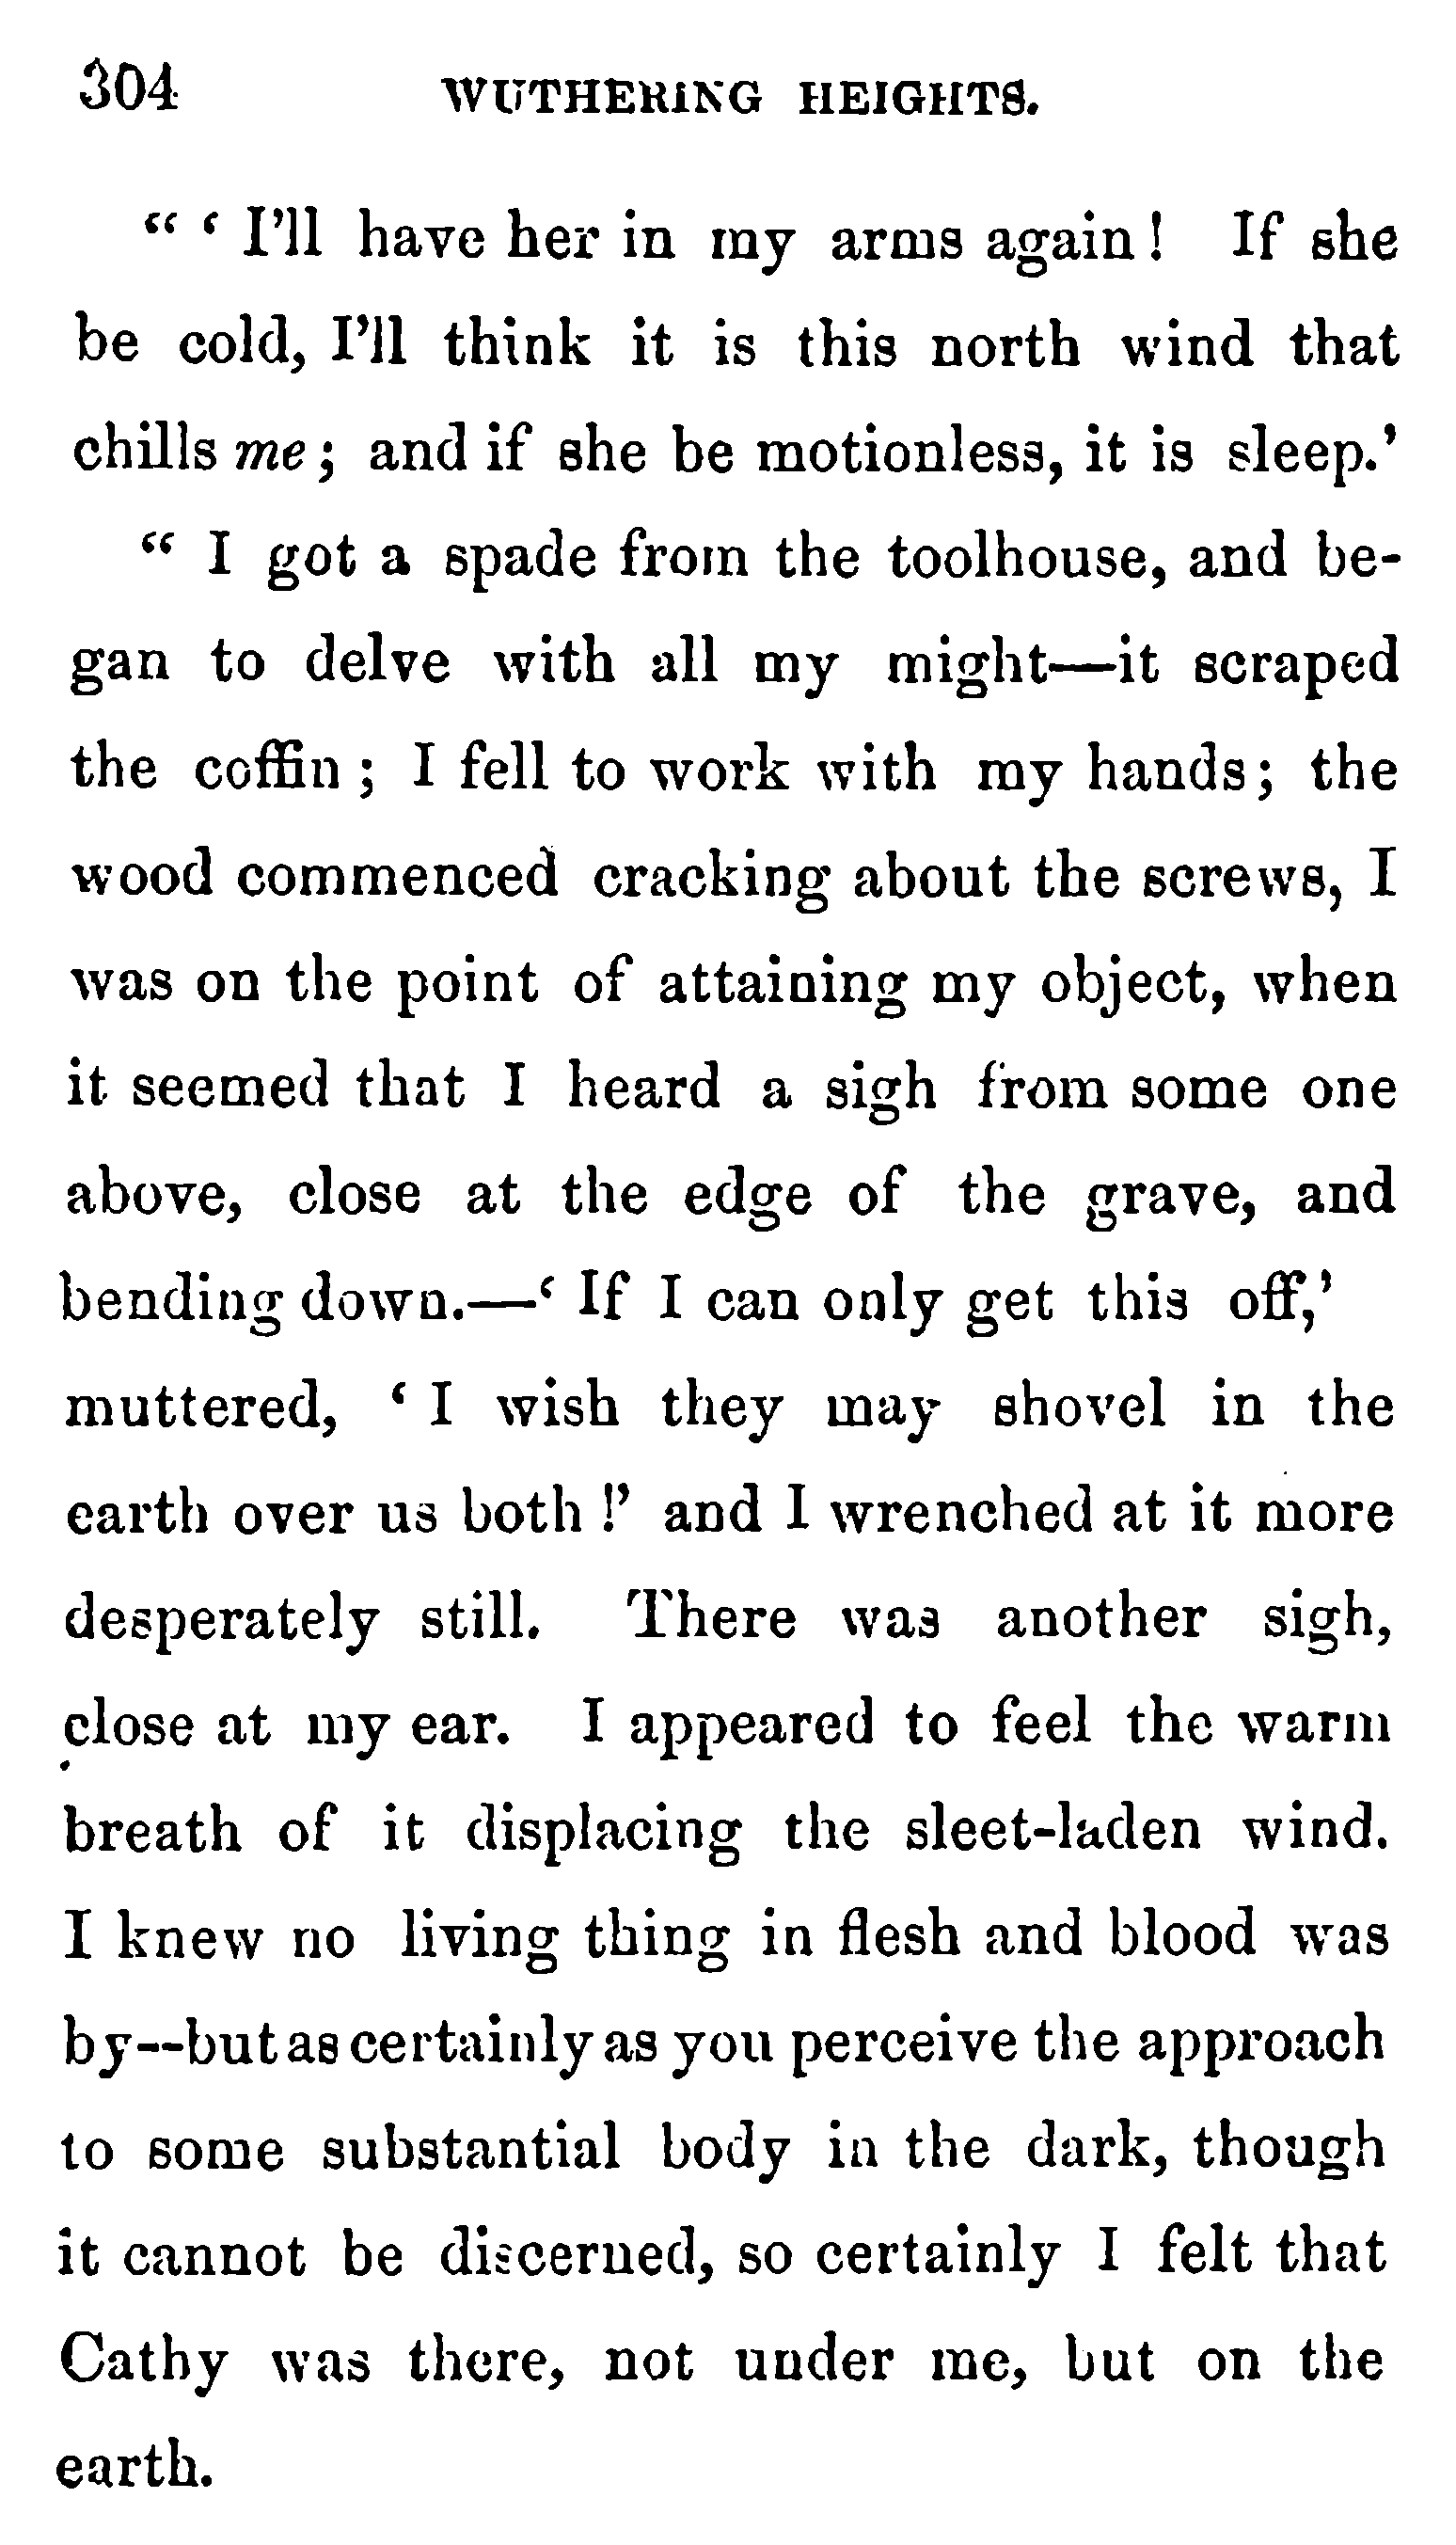 304 WUTHERING HEIGHTS.
“ ‘ I’ll have her in my arms again! If she
be cold, I’ll think it is this north wind that
chills me; and if she be motionless, it is sleep.’
“ I got a spade from the toolhouse, and be-
gan to delve with all my might—it scraped
the coffin; I fell to work with my hands; the
wood commenced cracking about the screws, I
was on the point of attaining my object, when
it seemed that I heard a sigh from some one
above, close at the edge of the grave, and
bending down.—‘ If I can only get this off,’
muttered, ‘ I wish they may shovel in the
earth over us both!’ and I wrenched at it more
desperately still. There was another sigh,
close at my ear. I appeared to feel the warm
breath of it displacing the sleet-laden wind.
I knew no living thing in flesh and blood was
by—but as certainly as you perceive the approach
to some substantial body in the dark, though
it cannot be discerned, so certainly I felt that
Cathy was there, not under me, but on the
earth.